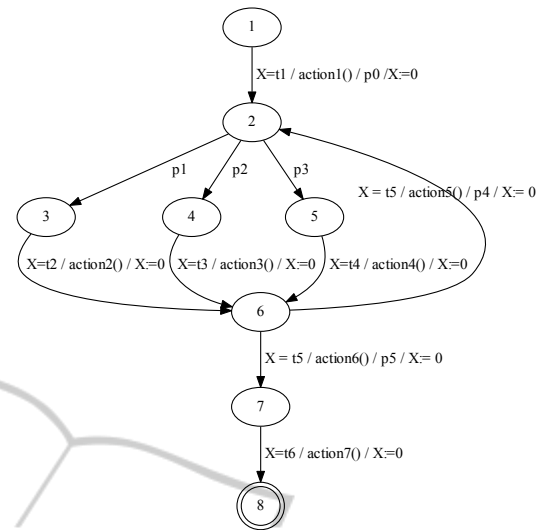 1
X=t1 / action1() / p0 /X:=0
2
p1
p2
p3
X = t5 / action5() / p4 / X:= 0
3
4
5
X=t2 / action2() / X:=0
X=t3 / action3() / X:=0
X=t4 / action4() / X:=0
6
X = t5 / action6() / p5 / X:= 0
7
X=t6 / action7() / X:=0
8